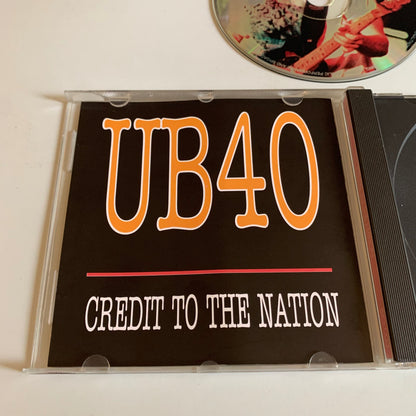 UB40
CREDIT TO THE NATION